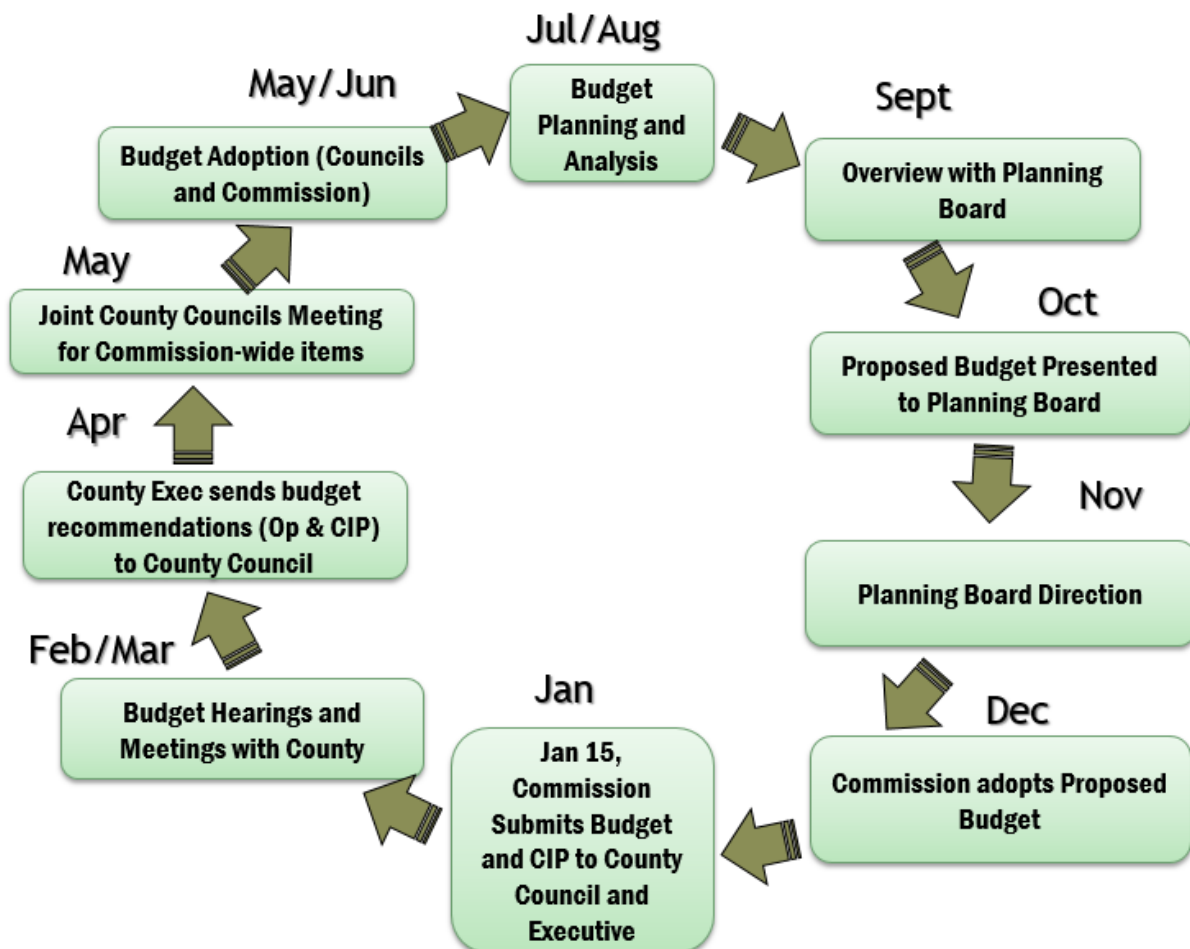 Jul/Aug
Budget
Planning and
Analysis
Sept
Overview with Planning
Board
Oct
Proposed Budget Presented
to Planning Board
Nov
Planning Board Direction
Dec
Commission adopts Proposed
Budget
Jan
Jan 15,
Commission
Submits Budget
and CIP to County
Council and
Executive
Feb/Mar
Budget Hearings and
Meetings with County
Apr
County Exec sends budget
recommendations (Op & CIP)
to County Council
May
Joint County Councils Meeting
for Commission-wide items
May/Jun
Budget Adoption (Councils
and Commission)